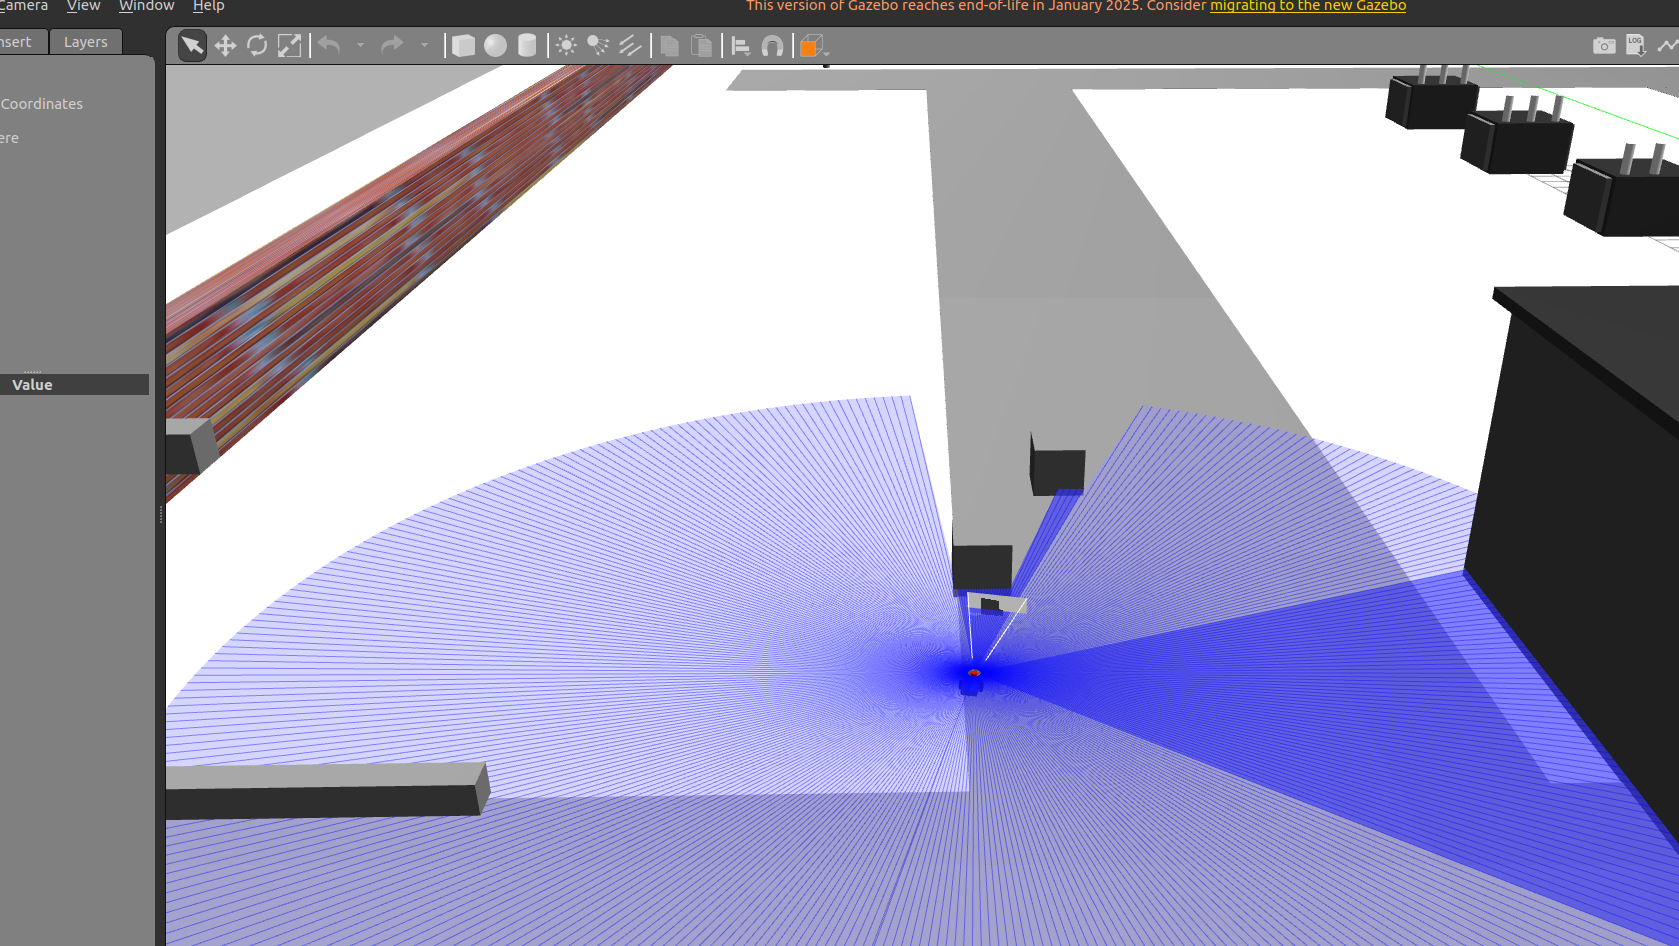 Camera View Window Help
This version of Gazebo reaches end-of-life in January 2025. Consider migrating to the new Gazebo
nsert Layers
LOG
Coordinates
ere
Value